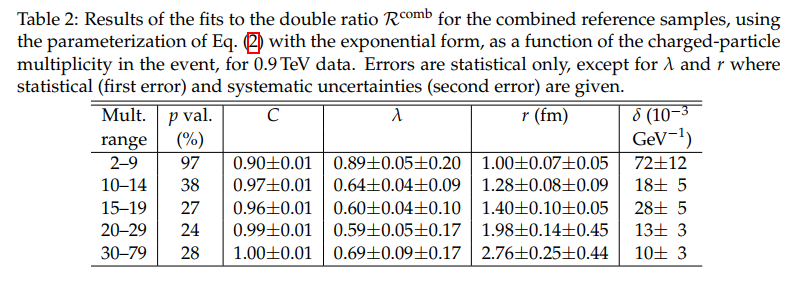 Table 2: Results of the fits to the double ratio ℛ^comb for the combined reference samples, using
the parameterization of Eq. (2) with the exponential form, as a function of the charged-particle
multiplicity in the event, for 0.9 TeV data. Errors are statistical only, except for λ and r where
statistical (first error) and systematic uncertainties (second error) are given.
Mult. p val. C λ r (fm) δ (10⁻³
range (%) GeV⁻¹)
2–9 97 0.90±0.01 0.89±0.05±0.20 1.00±0.07±0.05 72±12
10–14 38 0.97±0.01 0.64±0.04±0.09 1.28±0.08±0.09 18± 5
15–19 27 0.96±0.01 0.60±0.04±0.10 1.40±0.10±0.05 28± 5
20–29 24 0.99±0.01 0.59±0.05±0.17 1.98±0.14±0.45 13± 3
30–79 28 1.00±0.01 0.69±0.09±0.17 2.76±0.25±0.44 10± 3